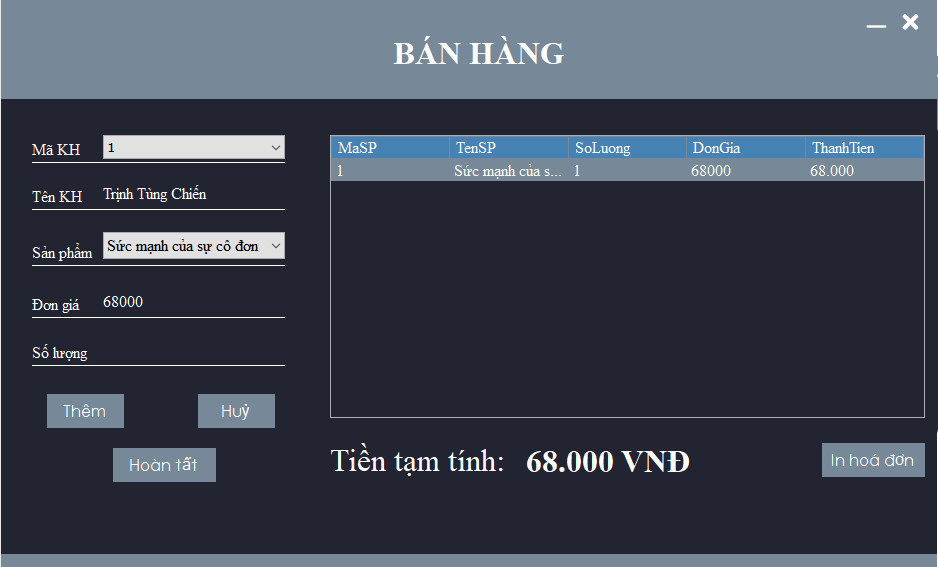 BÁN HÀNG
Mã KH 1
Tên KH Trịnh Tùng Chiến
Sản phẩm Sức mạnh của sự cô đơn
Đơn giá 68000
Số lượng
Thêm Huỷ
Hoàn tất
MaSP TenSP SoLuong DonGia ThanhTien
1 Sức mạnh của s... 1 68000 68.000
Tiền tạm tính: 68.000 VNĐ
In hoá đơn